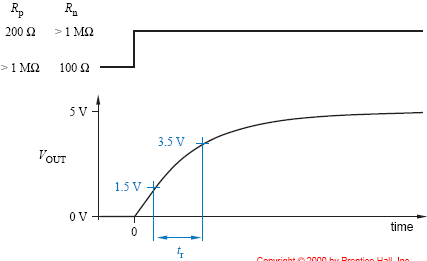 Rp Rn
200 Ω > 1 MΩ
> 1 MΩ 100 Ω
5 V
3.5 V
VOUT
1.5 V
0 V
0 time
tr
Copyright © 2000 by Prentice Hall, Inc.